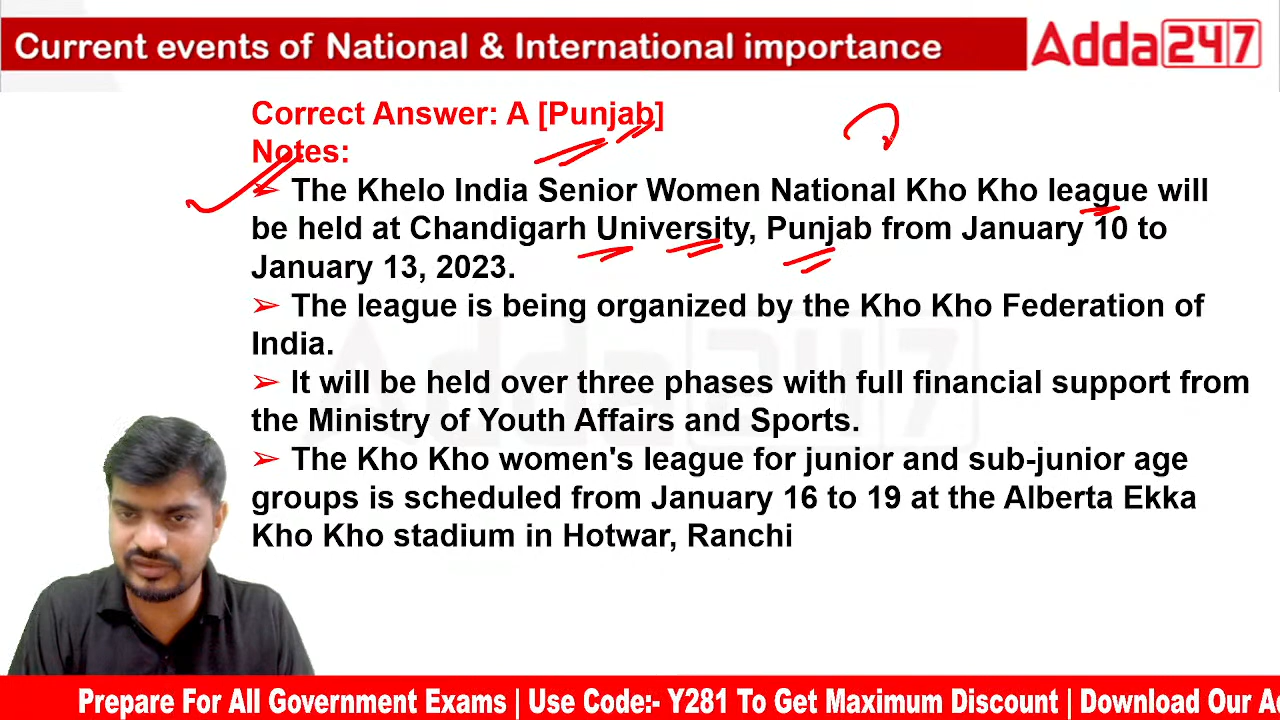 Current events of National & International importance
Adda247
Correct Answer: A [Punjab]
Notes:
➢ The Khelo India Senior Women National Kho Kho league will
be held at Chandigarh University, Punjab from January 10 to
January 13, 2023.
➢ The league is being organized by the Kho Kho Federation of
India.
➢ It will be held over three phases with full financial support from
the Ministry of Youth Affairs and Sports.
➢ The Kho Kho women's league for junior and sub-junior age
groups is scheduled from January 16 to 19 at the Alberta Ekka
Kho Kho stadium in Hotwar, Ranchi
Adda247
Prepare For All Government Exams | Use Code:- Y281 To Get Maximum Discount | Download Our